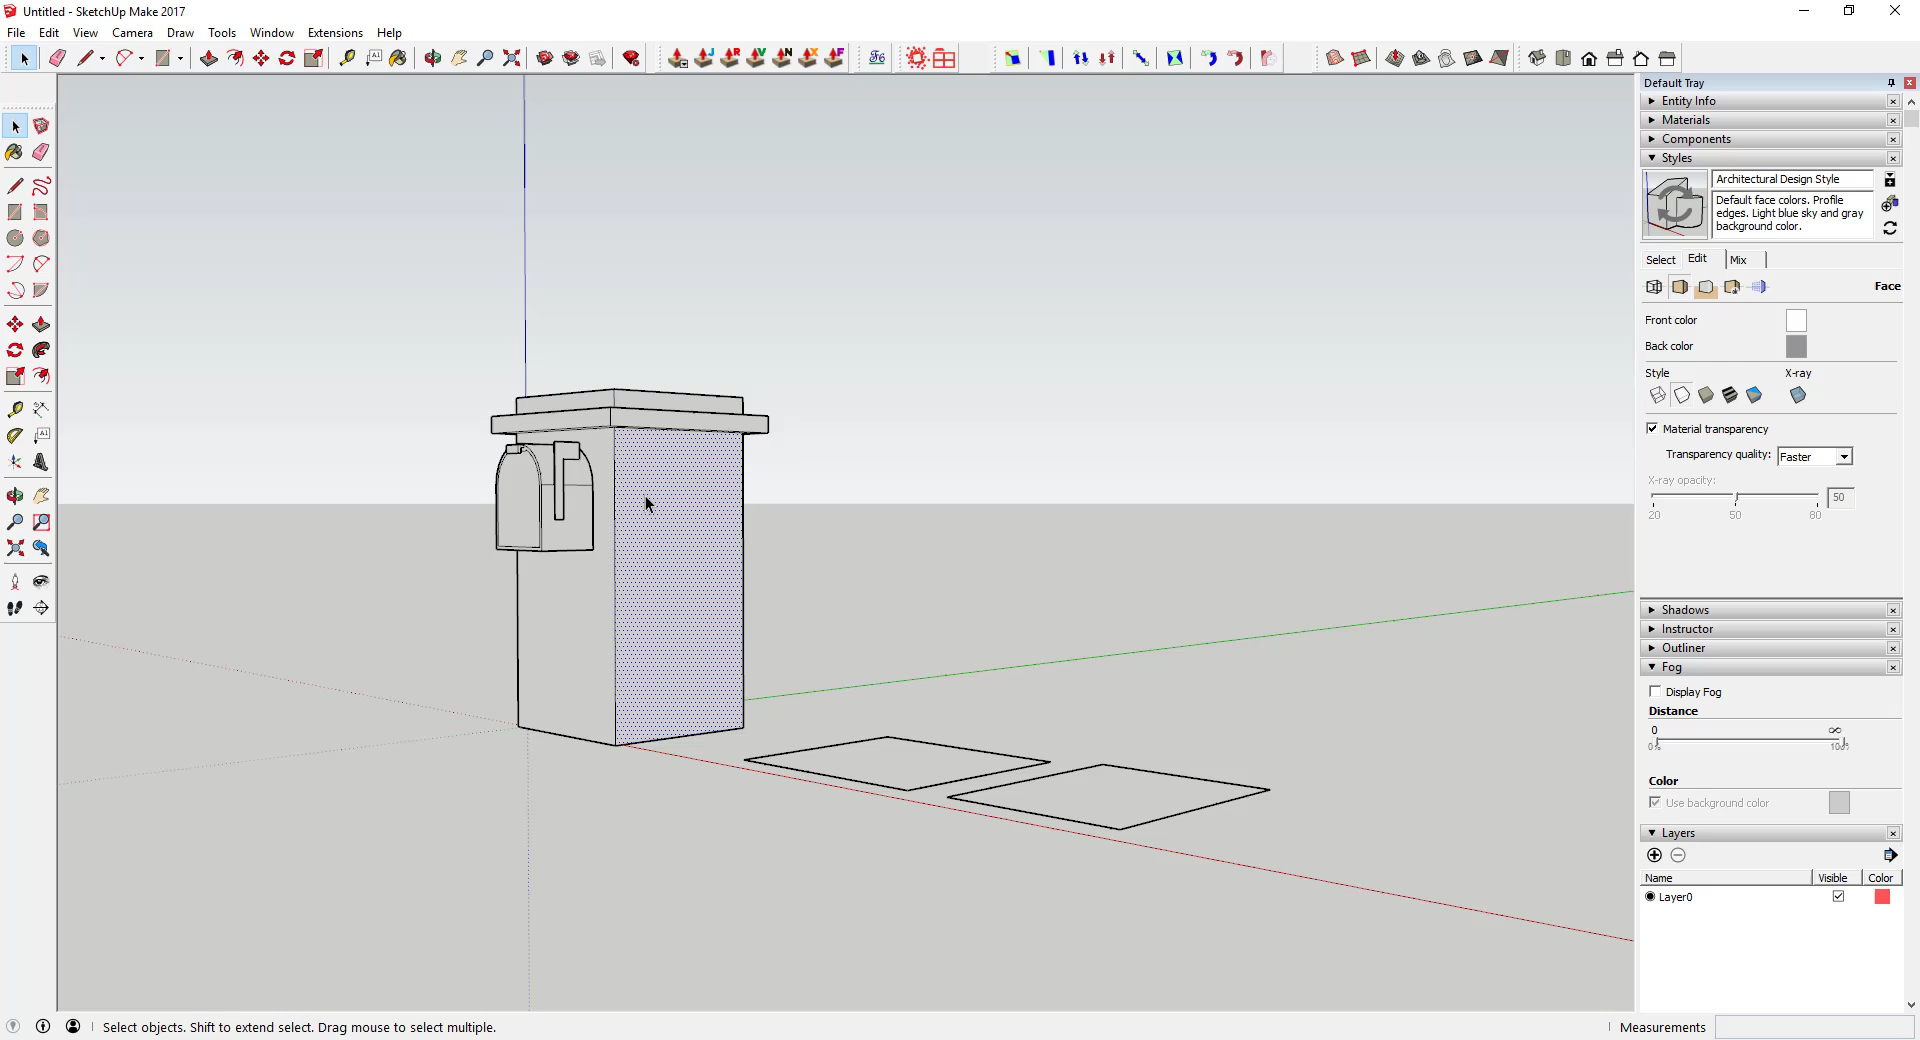 Untitled - SketchUp Make 2017
File Edit View Camera Draw Tools Window Extensions Help
Default Tray
Entity Info
Materials
Components
Styles
Architectural Design Style
Default face colors. Profile
edges. Light blue sky and gray
background color.
Select Edit Mix
Face
Front color
Back color
Style X-ray
Material transparency
Transparency quality: Faster
X-ray opacity:
50
20 50 80
Shadows
Instructor
Outliner
Fog
Display Fog
Distance
0 ∞
0% 100%
Color
Use background color
Layers
Name Visible Color
Layer0
Select objects. Shift to extend select. Drag mouse to select multiple.
Measurements